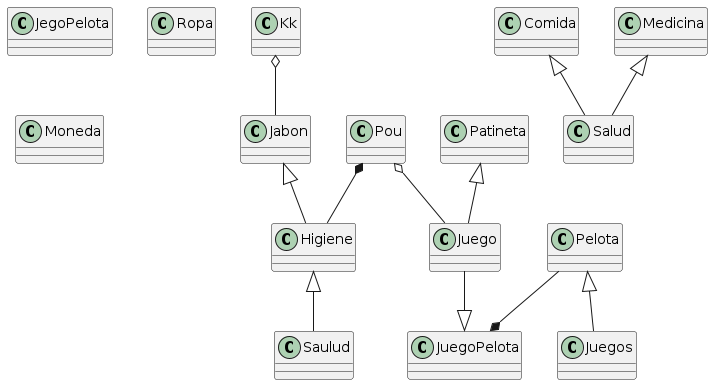 C JegoPelota
C Ropa
C Kk
C Comida
C Medicina
C Moneda
C Jabon
C Pou
C Patineta
C Salud
C Higiene
C Juego
C Pelota
C Saulud
C JuegoPelota
C Juegos